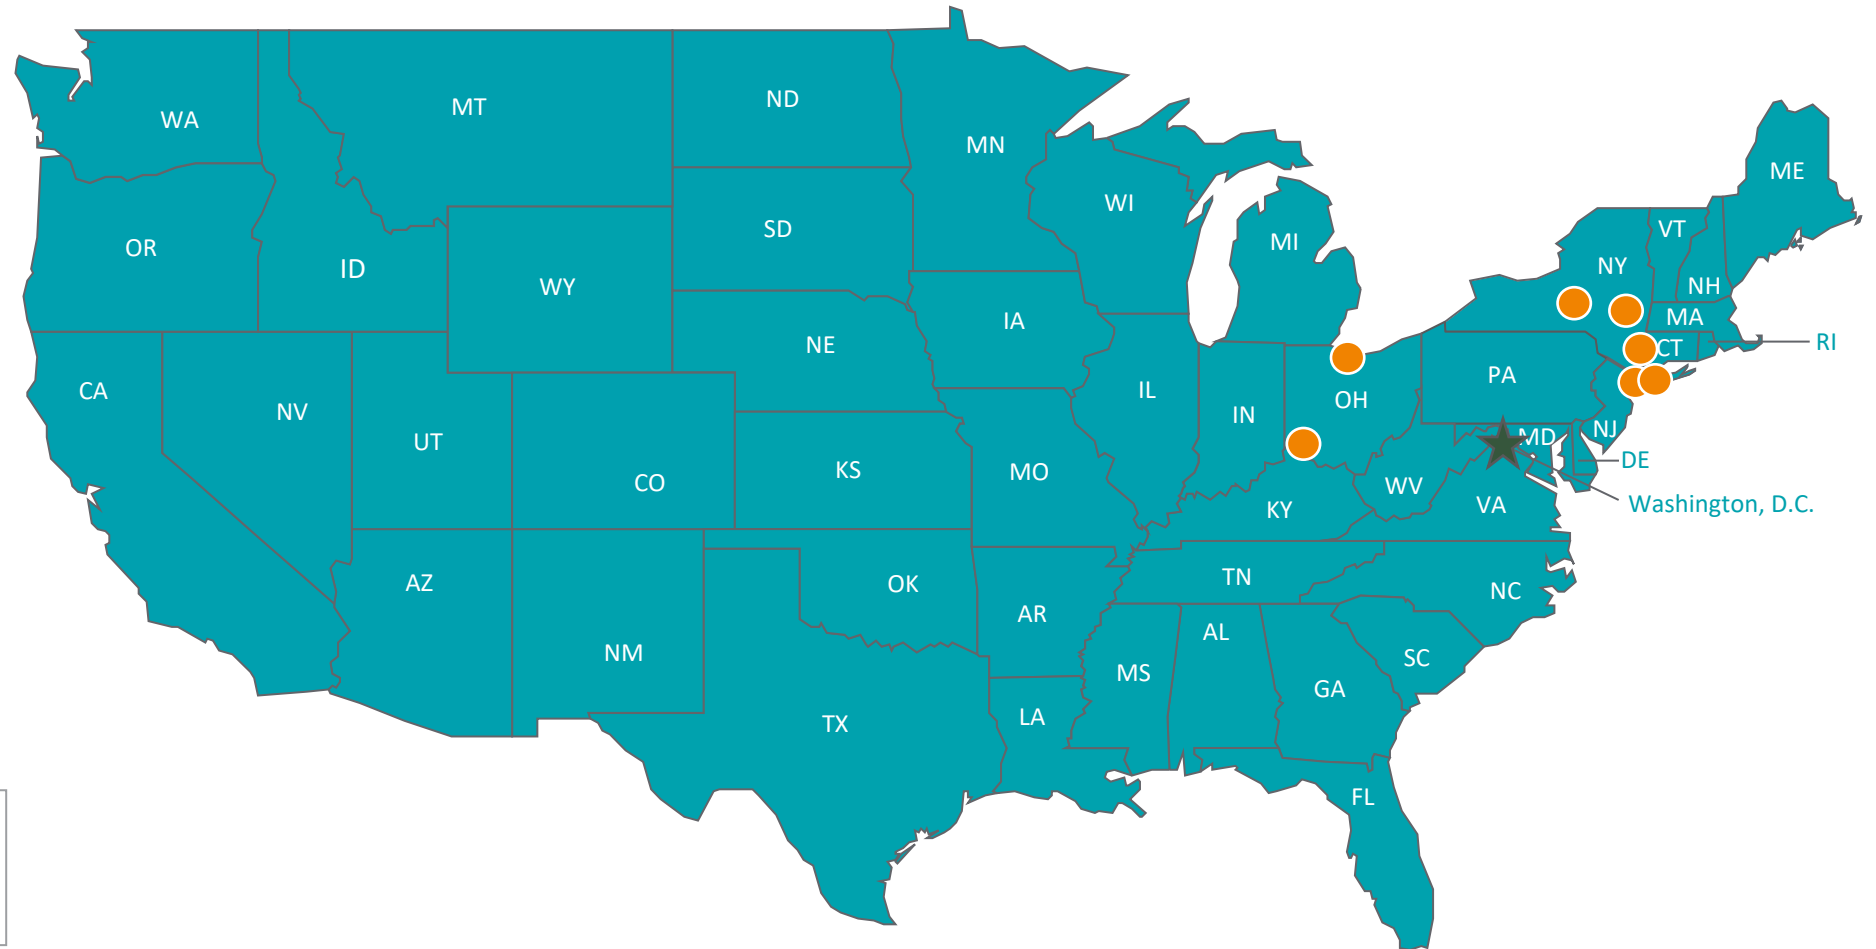 WA
MT
ND
MN
ME
OR
ID
SD
WI
MI
VT
NY
NH
WY
IA
MA
NE
CT
RI
CA
NV
UT
CO
KS
MO
IL
IN
OH
PA
NJ
MD
DE
WV
VA
Washington, D.C.
KY
AZ
NM
OK
AR
TN
NC
TX
LA
MS
AL
GA
SC
FL